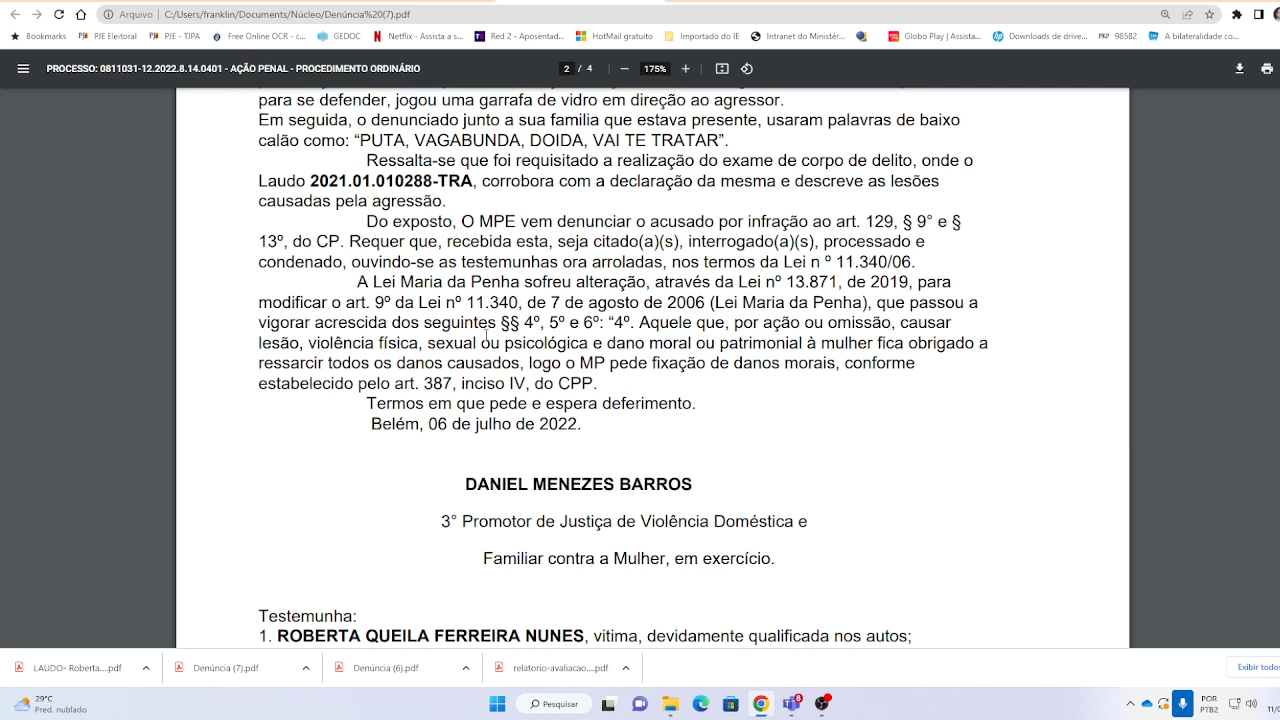 Arquivo | C:/Users/franklin/Documents/Núcleo/Denúncia%20(7).pdf
Bookmarks PJE Eleitoral PJE - TJPA Free Online OCR - c... GEDOC Netflix - Assista a s... Red 2 - Aposentad... HotMail gratuito Importado do IE Intranet do Ministér... Globo Play | Assista... Downloads de drive... 98582 A bilateralidade co...
PROCESSO: 0811031-12.2022.8.14.0401 - AÇÃO PENAL - PROCEDIMENTO ORDINÁRIO 2 / 4 — 175% +
para se defender, jogou uma garrafa de vidro em direção ao agressor.
Em seguida, o denunciado junto a sua familia que estava presente, usaram palavras de baixo
calão como: “PUTA, VAGABUNDA, DOIDA, VAI TE TRATAR”.
Ressalta-se que foi requisitado a realização do exame de corpo de delito, onde o
Laudo 2021.01.010288-TRA, corrobora com a declaração da mesma e descreve as lesões
causadas pela agressão.
Do exposto, O MPE vem denunciar o acusado por infração ao art. 129, § 9° e §
13º, do CP. Requer que, recebida esta, seja citado(a)(s), interrogado(a)(s), processado e
condenado, ouvindo-se as testemunhas ora arroladas, nos termos da Lei n º 11.340/06.
A Lei Maria da Penha sofreu alteração, através da Lei nº 13.871, de 2019, para
modificar o art. 9º da Lei nº 11.340, de 7 de agosto de 2006 (Lei Maria da Penha), que passou a
vigorar acrescida dos seguintes §§ 4º, 5º e 6º: “4º. Aquele que, por ação ou omissão, causar
lesão, violência física, sexual ou psicológica e dano moral ou patrimonial à mulher fica obrigado a
ressarcir todos os danos causados, logo o MP pede fixação de danos morais, conforme
estabelecido pelo art. 387, inciso IV, do CPP.
Termos em que pede e espera deferimento.
Belém, 06 de julho de 2022.
DANIEL MENEZES BARROS
3° Promotor de Justiça de Violência Doméstica e
Familiar contra a Mulher, em exercício.
Testemunha:
1. ROBERTA QUEILA FERREIRA NUNES, vitima, devidamente qualificada nos autos;
LAUDO- Roberta....pdf Denúncia (7).pdf Denúncia (6).pdf relatorio-avaliacao....pdf Exibir todos
29°C
Pred. nublado
Pesquisar
POR
PTB2
11/0